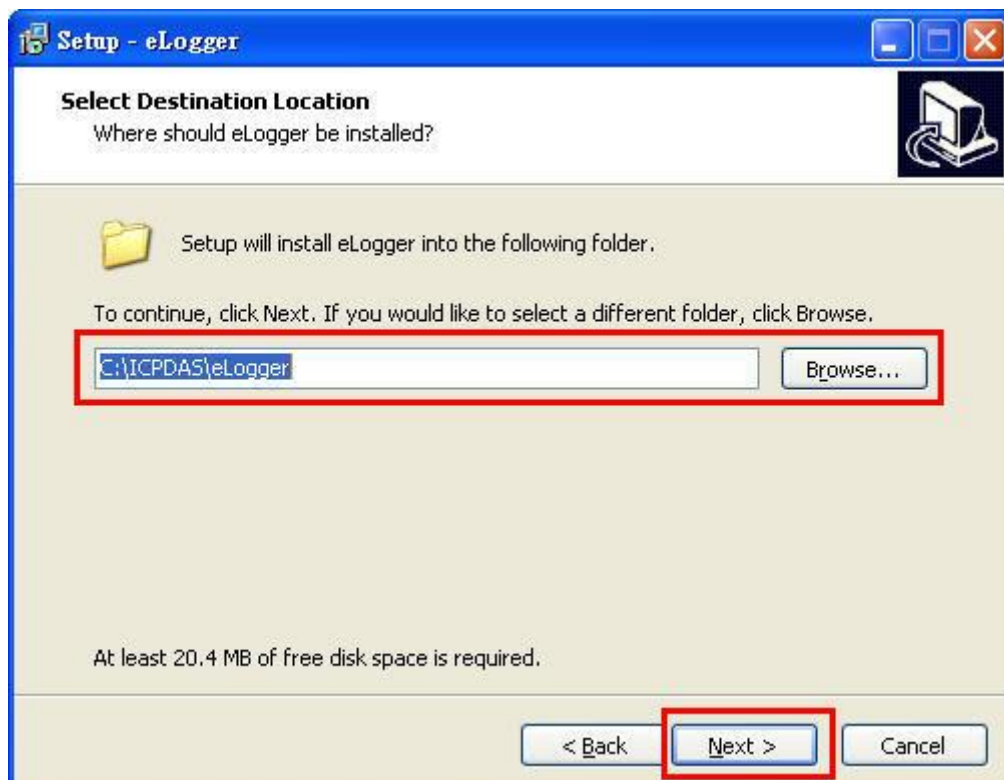 Setup - eLogger
Select Destination Location
Where should eLogger be installed?
Setup will install eLogger into the following folder.
To continue, click Next. If you would like to select a different folder, click Browse.
C:\ICPDAS\eLogger
Browse...
At least 20.4 MB of free disk space is required.
< Back
Next >
Cancel